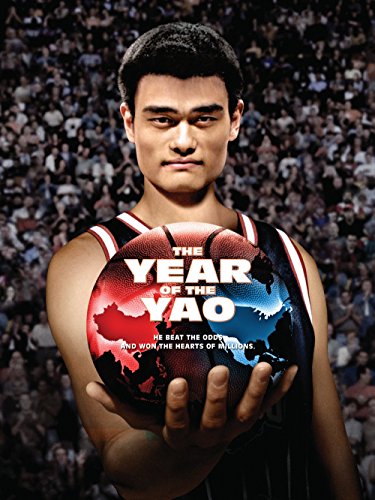 THE
YEAR
OF THE
YAO
HE BEAT THE ODDS
AND WON THE HEARTS OF MILLIONS.